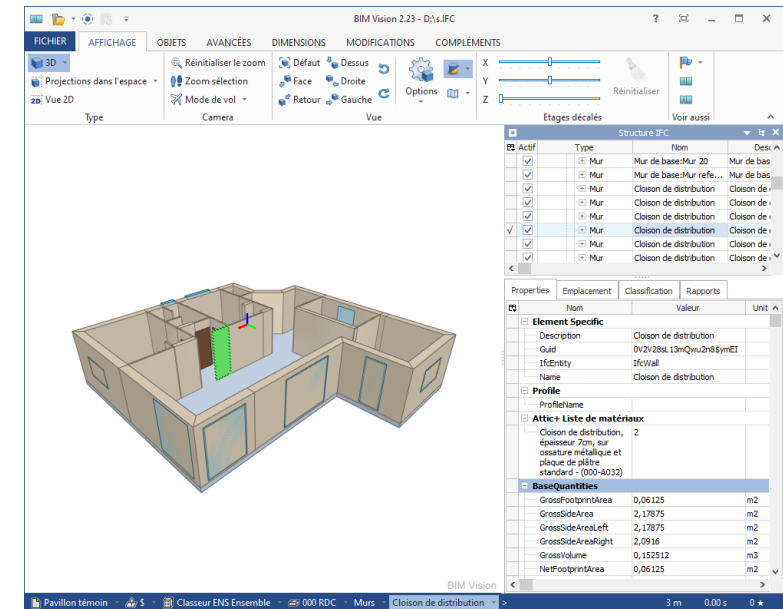 BIM Vision 2.23 - D:\s.IFC
FICHIER AFFICHAGE OBJETS AVANCÉES DIMENSIONS MODIFICATIONS COMPLÉMENTS
3D
Projections dans l'espace
2D Vue 2D
Type
Réinitialiser le zoom
Zoom sélection
Mode de vol
Camera
Défaut Dessus
Face Droite
Retour Gauche
Options
Vue
X
Y
Z
Réinitialiser
Etages décalés
Voir aussi
Structure IFC
Actif Type Nom Desc
Mur Mur de base:Mur 20 Mur de bas
Mur Mur de base:Mur refe... Mur de bas
Mur Cloison de distribution Cloison de
Mur Cloison de distribution Cloison de
Mur Cloison de distribution Cloison de
Mur Cloison de distribution Cloison de
Mur Cloison de distribution Cloison de
Properties Emplacement Classification Rapports
Nom Valeur Unit
Element Specific
Description Cloison de distribution
Guid 0V2V28sL13mQwu2n8$ymEI
IfcEntity IfcWall
Name Cloison de distribution
Profile
ProfileName
Attic+ Liste de matériaux
Cloison de distribution, 2
épaisseur 7cm, sur
ossature métallique et
plaque de plâtre
standard - (000-A032)
BaseQuantities
GrossFootprintArea 0,06125 m2
GrossSideArea 2,17875 m2
GrossSideAreaLeft 2,17875 m2
GrossSideAreaRight 2,0916 m2
GrossVolume 0,152512 m3
NetFootprintArea 0,06125 m2
BIM Vision
Pavillon témoin $ Classeur ENS Ensemble 000 RDC Murs Cloison de distribution > 3 m 0.00 s 0